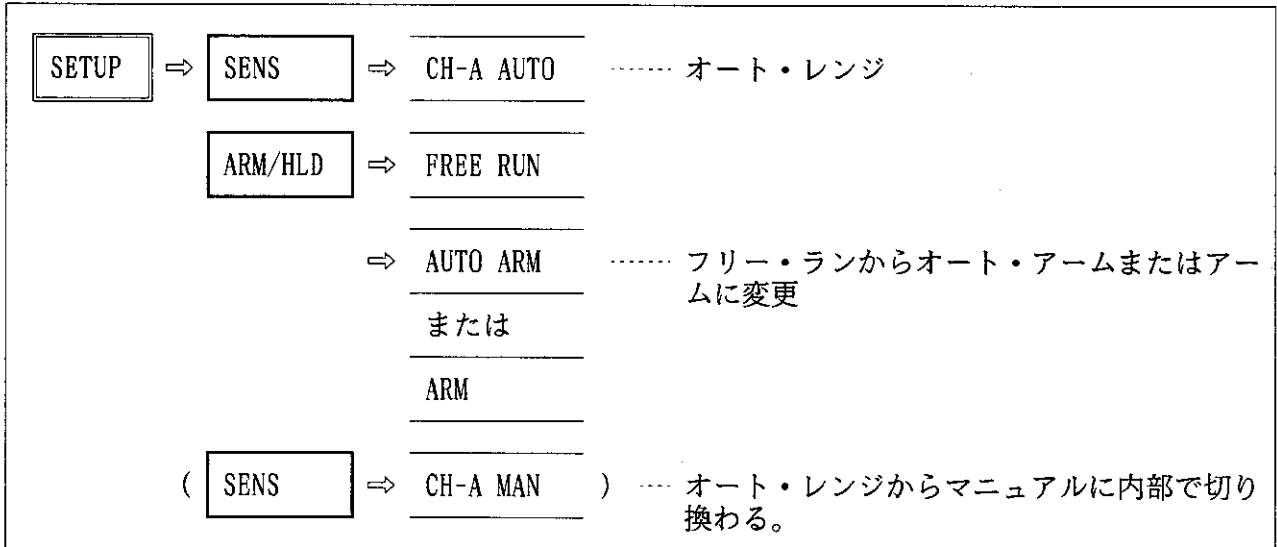 SETUP ⇨ SENS ⇨ CH-A AUTO ······ オート・レンジ
ARM/HLD ⇨ FREE RUN
⇨ AUTO ARM ······ フリー・ランからオート・アームまたはアー
ムに変更
または
ARM
( SENS ⇨ CH-A MAN ) ···· オート・レンジからマニュアルに内部で切り
換わる。